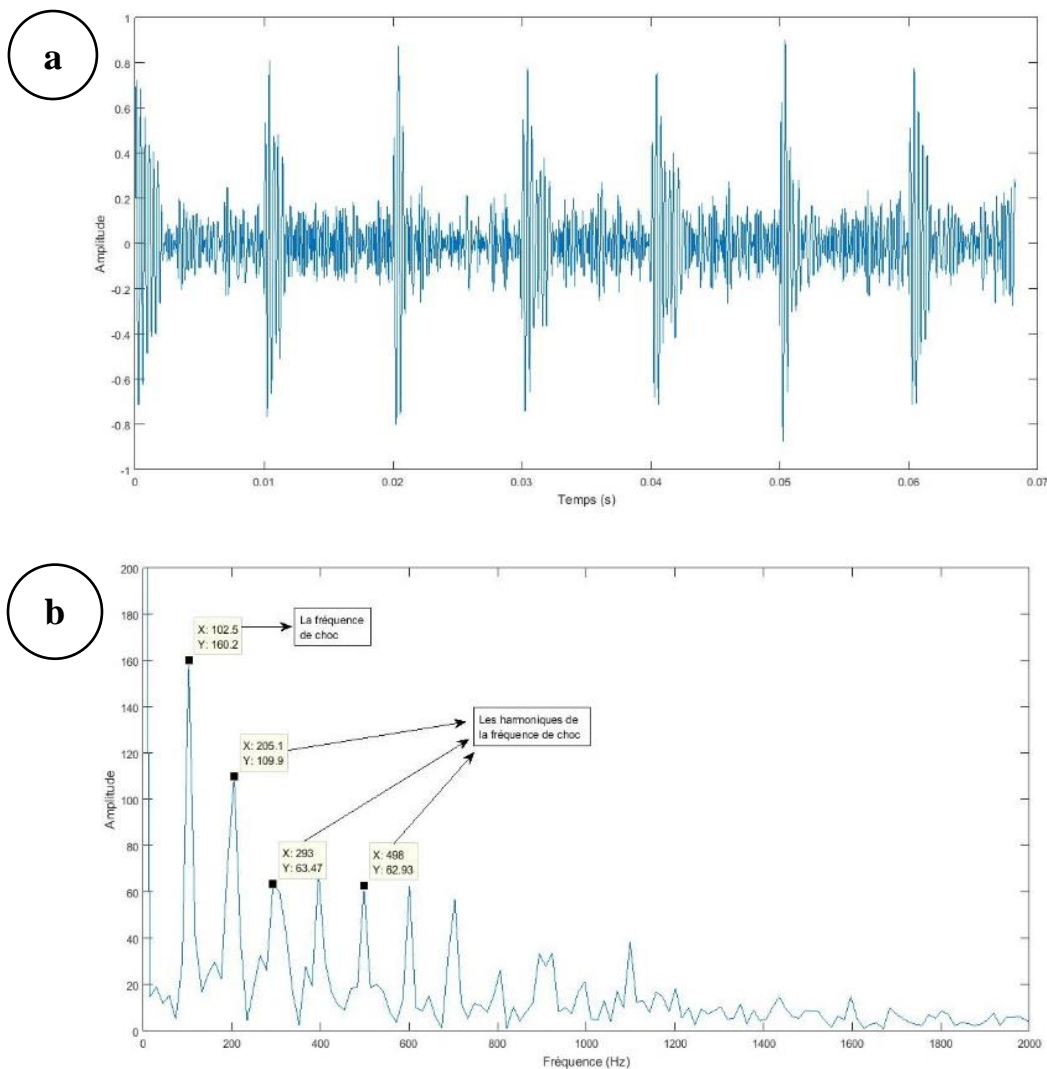 a
1
0.8
0.6
0.4
0.2
0
-0.2
-0.4
-0.6
-0.8
-1
Amplitude
0 0.01 0.02 0.03 0.04 0.05 0.06 0.07
Temps (s)
b
200
180
160
140
120
100
80
60
40
20
0
Amplitude
X: 102.5
Y: 160.2
La fréquence
de choc
X: 205.1
Y: 109.9
Les harmoniques de
la fréquence de choc
X: 293
Y: 63.47
X: 498
Y: 62.93
0 200 400 600 800 1000 1200 1400 1600 1800 2000
Fréquence (Hz)